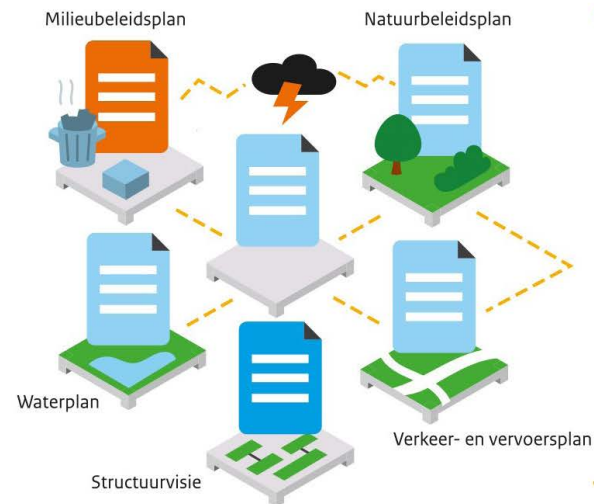 Milieubeleidsplan
Natuurbeleidsplan
Waterplan
Verkeer- en vervoersplan
Structuurvisie